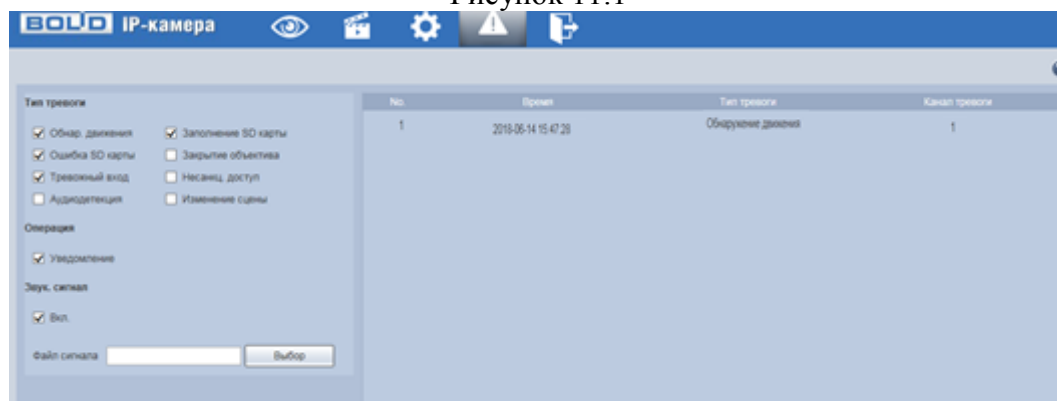 Рисунок 11.1
BOLID IP-камера
Тип тревоги
Обнар. движения Заполнение SD карты
Ошибка SD карты Закрытие объектива
Тревожный вход Несанкц. доступ
Аудиодетекция Изменение сцены
Операция
Уведомление
Звук. сигнал
Вкл.
Файл сигнала Выбор
No. Время Тип тревоги Канал тревоги
1 2018-06-14 15:47:28 Обнаружение движения 1